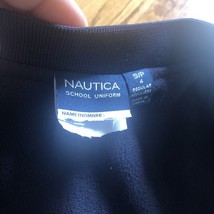 NAUTICA
SCHOOL UNIFORM
NAME/NOMBRE:
S/P
4
REGULAR